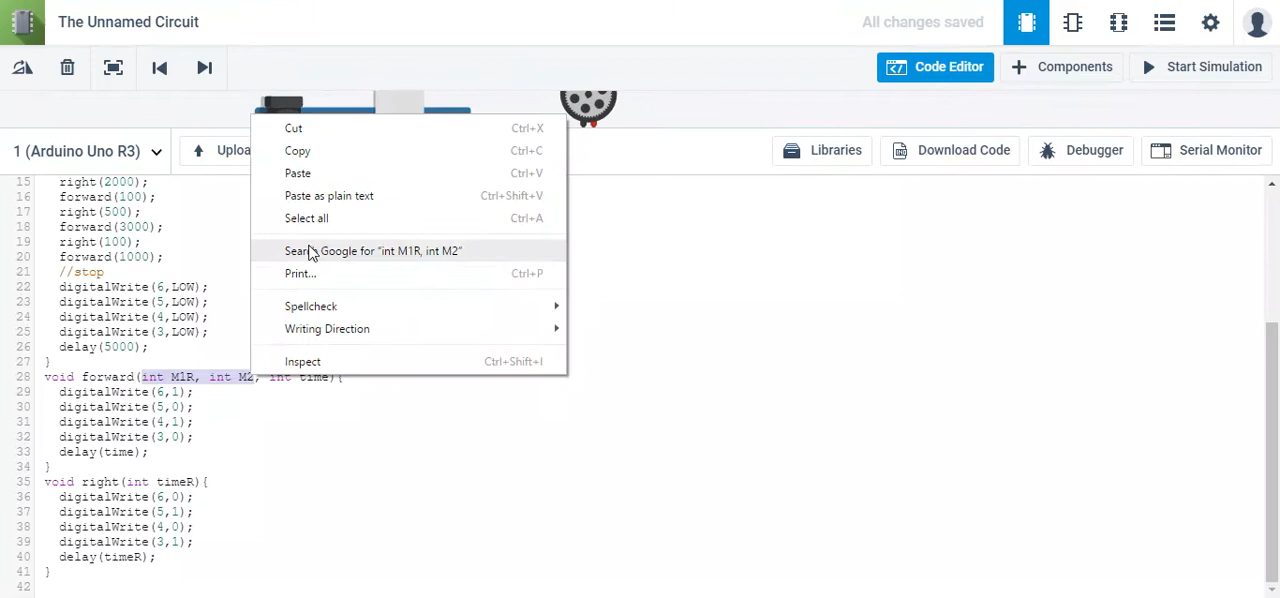 The Unnamed Circuit
All changes saved
Code Editor
Components
Start Simulation
1 (Arduino Uno R3)
Uploa
Libraries
Download Code
Debugger
Serial Monitor
Cut Ctrl+X
Copy Ctrl+C
Paste Ctrl+V
Paste as plain text Ctrl+Shift+V
Select all Ctrl+A
Search Google for “int M1R, int M2”
Print... Ctrl+P
Spellcheck
Writing Direction
Inspect Ctrl+Shift+I
15 right(2000);
16 forward(100);
17 right(500);
18 forward(3000);
19 right(100);
20 forward(1000);
21 //stop
22 digitalWrite(6,LOW);
23 digitalWrite(5,LOW);
24 digitalWrite(4,LOW);
25 digitalWrite(3,LOW);
26 delay(5000);
27 }
28 void forward(int M1R, int M2, int time){
29 digitalWrite(6,1);
30 digitalWrite(5,0);
31 digitalWrite(4,1);
32 digitalWrite(3,0);
33 delay(time);
34 }
35 void right(int timeR){
36 digitalWrite(6,0);
37 digitalWrite(5,1);
38 digitalWrite(4,0);
39 digitalWrite(3,1);
40 delay(timeR);
41 }
42